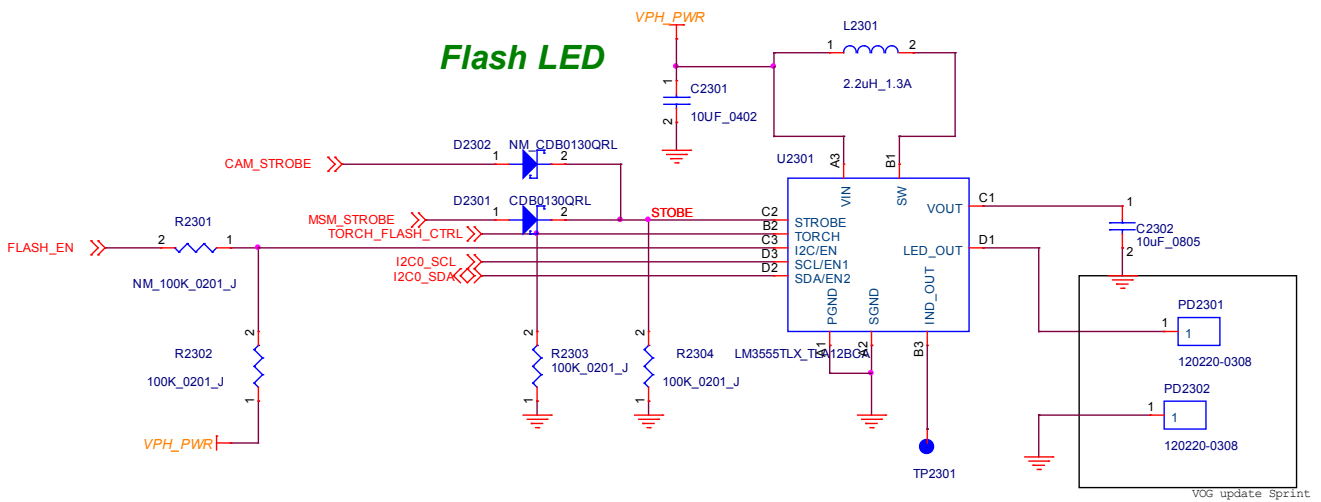 VPH_PWR
Flash LED
L2301
1
2
2.2uH_1.3A
1
C2301
10UF_0402
2
D2302
NM_CDB0130QRL
CAM_STROBE
1
2
U2301
A3
B1
VIN
SW
D2301
CDB0130QRL
1
2
MSM_STROBE
STOBE
C2
STROBE
VOUT
C1
1
C2302
10uF_0805
2
TORCH_FLASH_CTRL
B2
TORCH
R2301
FLASH_EN
2
1
NM_100K_0201_J
C3
I2C/EN
LED_OUT
D1
I2C0_SCL
D3
SCL/EN1
I2C0_SDA
D2
SDA/EN2
PGND
SGND
IND_OUT
A1
A2
B3
LM3555TLX_TLA12BCA
PD2301
1
1
120220-0308
2
R2302
100K_0201_J
1
VPH_PWR
2
R2303
100K_0201_J
1
2
R2304
100K_0201_J
1
PD2302
1
1
120220-0308
TP2301
VOG update Sprint